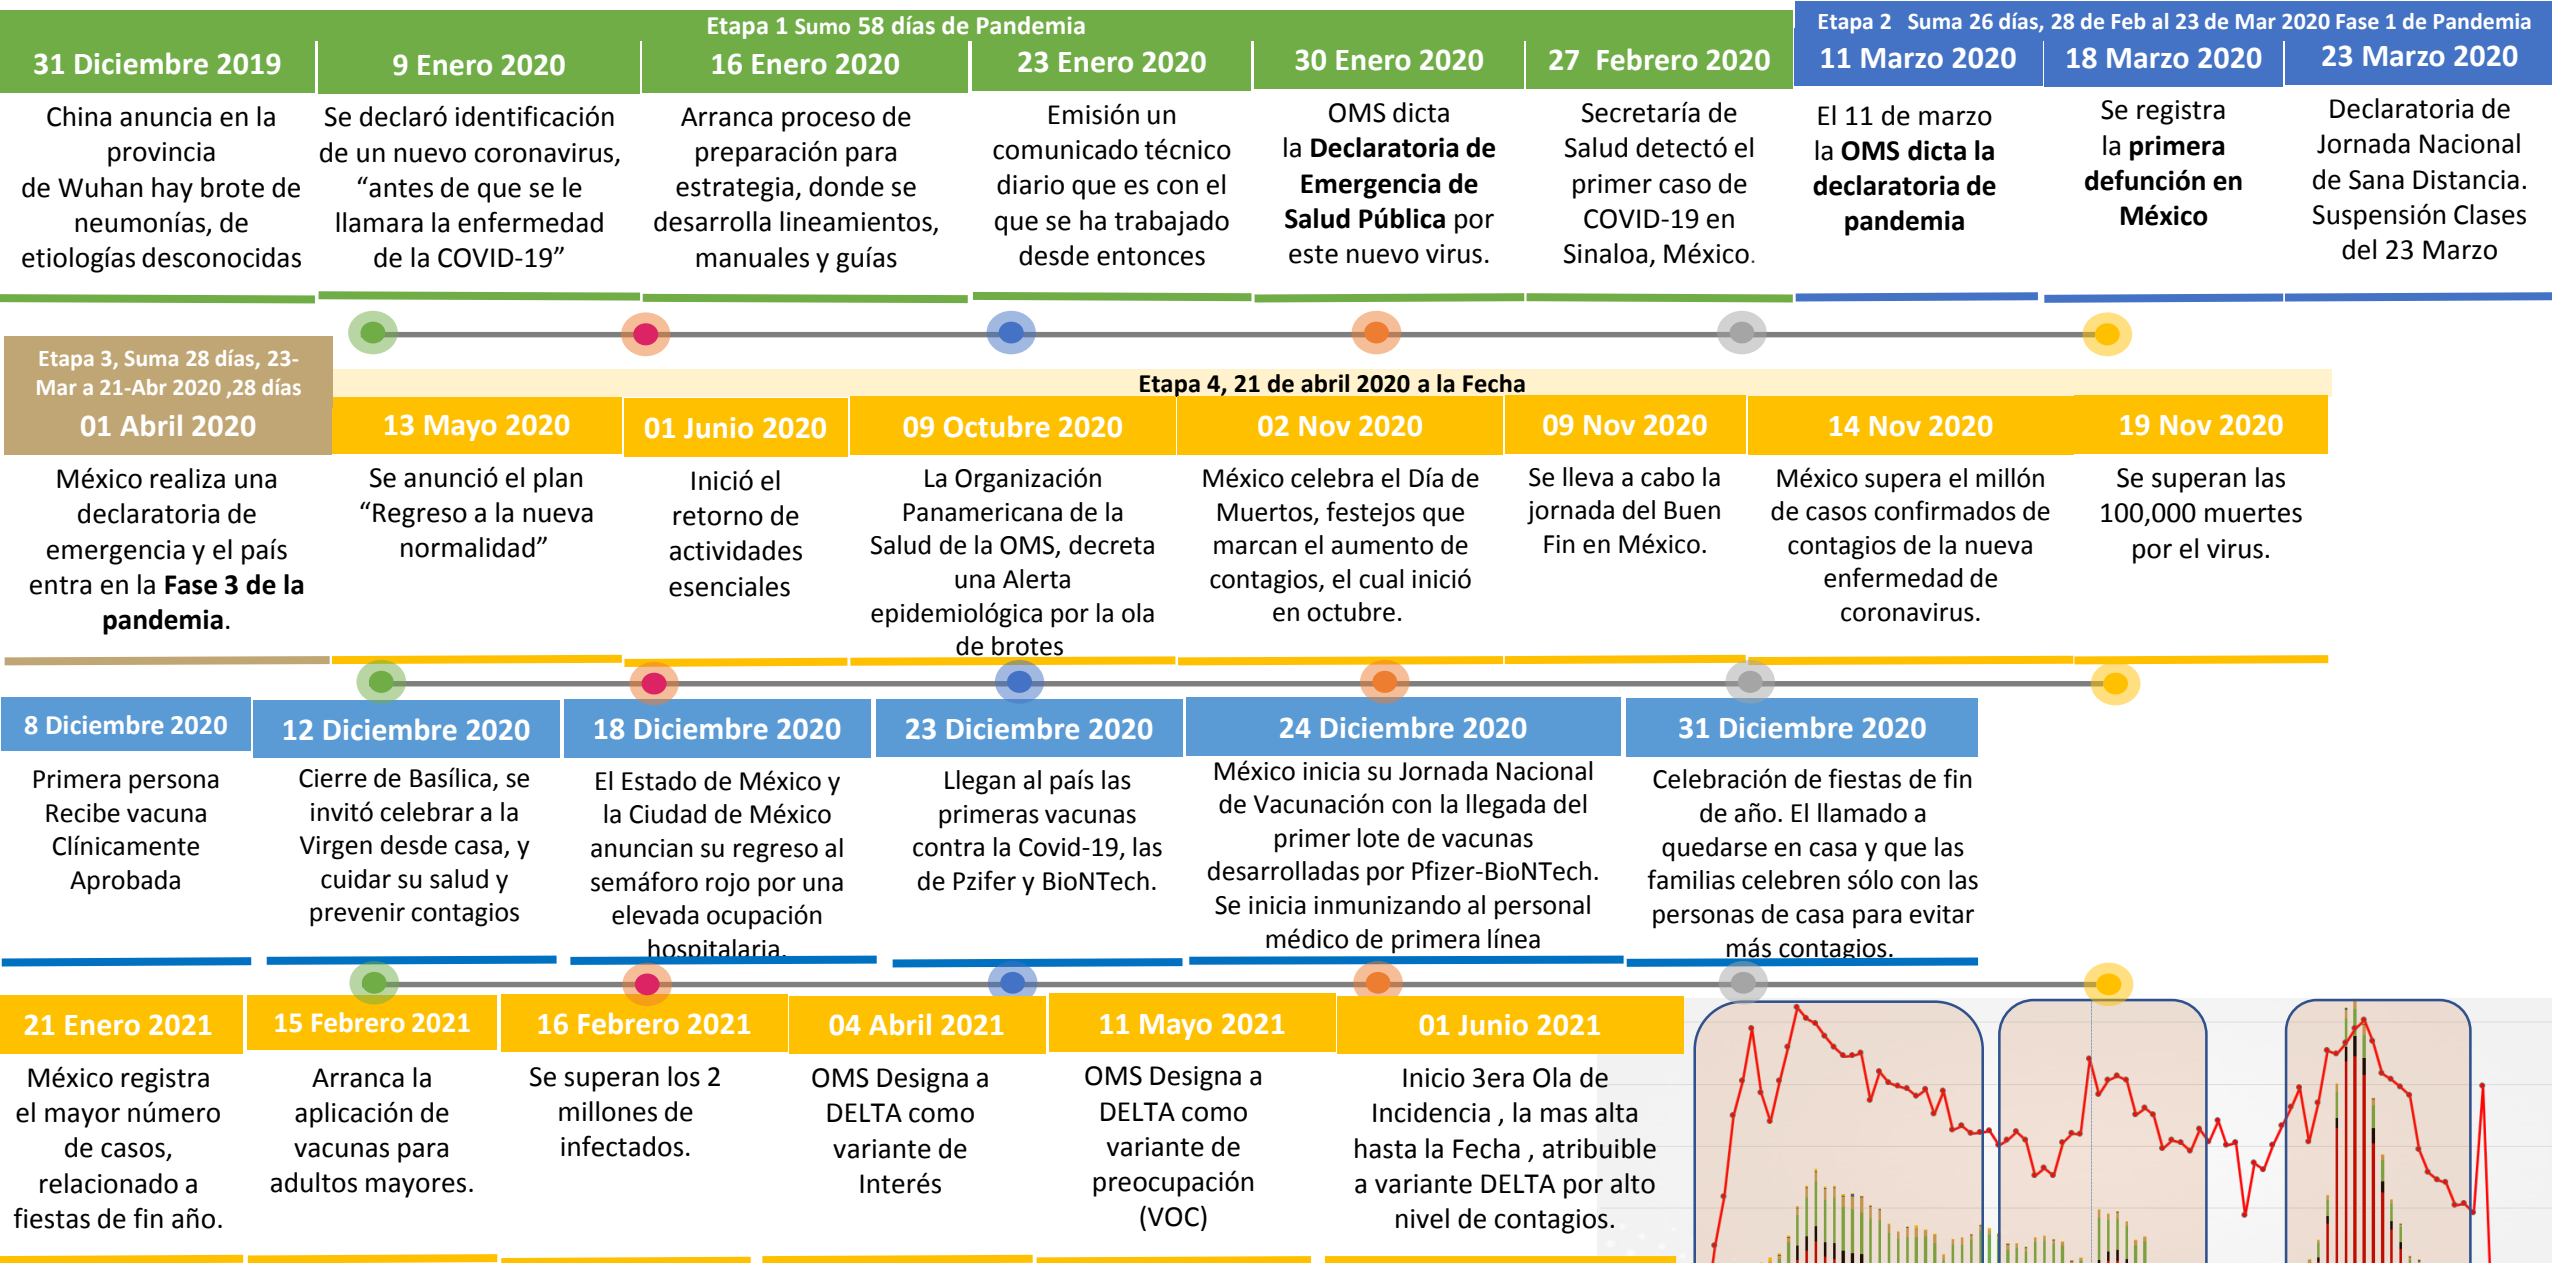 Etapa 1 Sumo 58 días de Pandemia
Etapa 2 Suma 26 días, 28 de Feb al 23 de Mar 2020 Fase 1 de Pandemia
31 Diciembre 2019
China anuncia en la
provincia
de Wuhan hay brote de
neumonías, de
etiologías desconocidas
9 Enero 2020
Se declaró identificación
de un nuevo coronavirus,
“antes de que se le
llamara la enfermedad
de la COVID-19”
16 Enero 2020
Arranca proceso de
preparación para
estrategia, donde se
desarrolla lineamientos,
manuales y guías
23 Enero 2020
Emisión un
comunicado técnico
diario que es con el
que se ha trabajado
desde entonces
30 Enero 2020
OMS dicta
la Declaratoria de
Emergencia de
Salud Pública por
este nuevo virus.
27 Febrero 2020
Secretaría de
Salud detectó el
primer caso de
COVID-19 en
Sinaloa, México.
11 Marzo 2020
El 11 de marzo
la OMS dicta la
declaratoria de
pandemia
18 Marzo 2020
Se registra
la primera
defunción en
México
23 Marzo 2020
Declaratoria de
Jornada Nacional
de Sana Distancia.
Suspensión Clases
del 23 Marzo
Etapa 3, Suma 28 días, 23-
Mar a 21-Abr 2020 ,28 días
Etapa 4, 21 de abril 2020 a la Fecha
01 Abril 2020
México realiza una
declaratoria de
emergencia y el país
entra en la Fase 3 de la
pandemia.
13 Mayo 2020
Se anunció el plan
“Regreso a la nueva
normalidad”
01 Junio 2020
Inició el
retorno de
actividades
esenciales
09 Octubre 2020
La Organización
Panamericana de la
Salud de la OMS, decreta
una Alerta
epidemiológica por la ola
de brotes
02 Nov 2020
México celebra el Día de
Muertos, festejos que
marcan el aumento de
contagios, el cual inició
en octubre.
09 Nov 2020
Se lleva a cabo la
jornada del Buen
Fin en México.
14 Nov 2020
México supera el millón
de casos confirmados de
contagios de la nueva
enfermedad de
coronavirus.
19 Nov 2020
Se superan las
100,000 muertes
por el virus.
8 Diciembre 2020
Primera persona
Recibe vacuna
Clínicamente
Aprobada
12 Diciembre 2020
Cierre de Basílica, se
invitó celebrar a la
Virgen desde casa, y
cuidar su salud y
prevenir contagios
18 Diciembre 2020
El Estado de México y
la Ciudad de México
anuncian su regreso al
semáforo rojo por una
elevada ocupación
hospitalaria.
23 Diciembre 2020
Llegan al país las
primeras vacunas
contra la Covid-19, las
de Pzifer y BioNTech.
24 Diciembre 2020
México inicia su Jornada Nacional
de Vacunación con la llegada del
primer lote de vacunas
desarrolladas por Pfizer-BioNTech.
Se inicia inmunizando al personal
médico de primera línea
31 Diciembre 2020
Celebración de fiestas de fin
de año. El llamado a
quedarse en casa y que las
familias celebren sólo con las
personas de casa para evitar
más contagios.
21 Enero 2021
México registra
el mayor número
de casos,
relacionado a
fiestas de fin año.
15 Febrero 2021
Arranca la
aplicación de
vacunas para
adultos mayores.
16 Febrero 2021
Se superan los 2
millones de
infectados.
04 Abril 2021
OMS Designa a
DELTA como
variante de
Interés
11 Mayo 2021
OMS Designa a
DELTA como
variante de
preocupación
(VOC)
01 Junio 2021
Inicio 3era Ola de
Incidencia , la mas alta
hasta la Fecha , atribuible
a variante DELTA por alto
nivel de contagios.